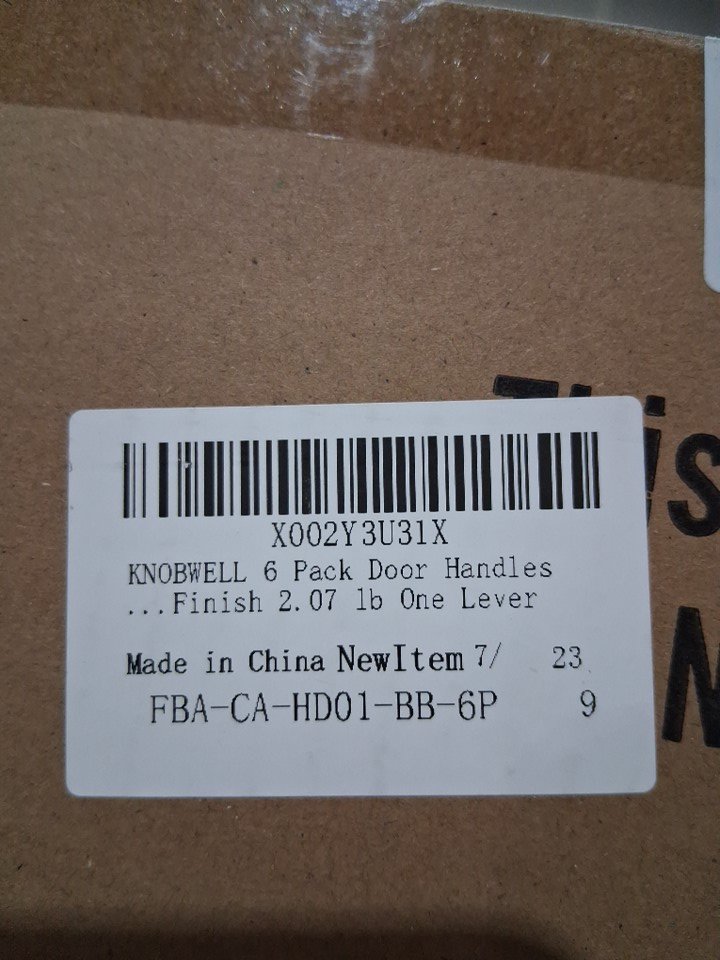 This
X002Y3U31X
KNOBWELL 6 Pack Door Handles
...Finish 2.07 lb One Lever
Made in China NewItem 7/ 23
FBA-CA-HD01-BB-6P 9